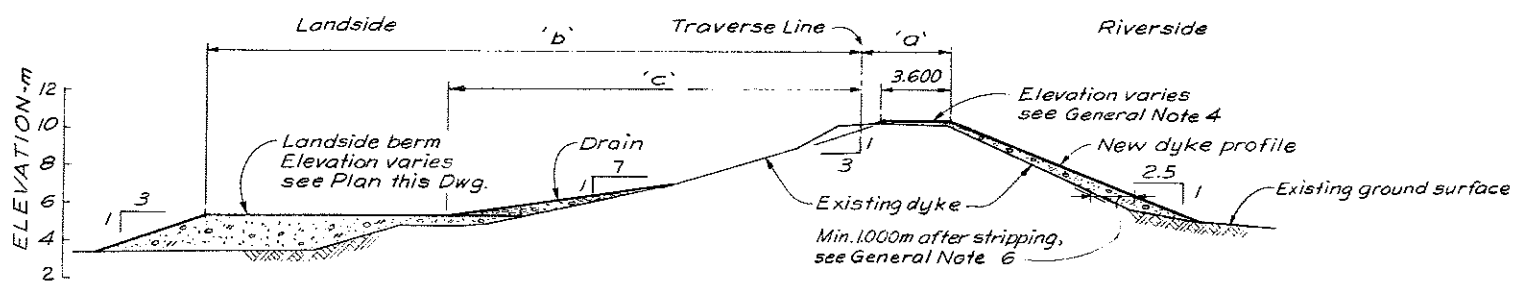 Landside
Traverse Line
Riverside
'b'
'a'
'c'
3.600
ELEVATION-m
12
10
8
6
4
2
Elevation varies
see General Note 4
Landside berm
Elevation varies
see Plan this Dwg.
Drain
New dyke profile
3
1
7
1
3
1
2.5
1
Existing dyke
Existing ground surface
Min.1.000m after stripping,
see General Note 6